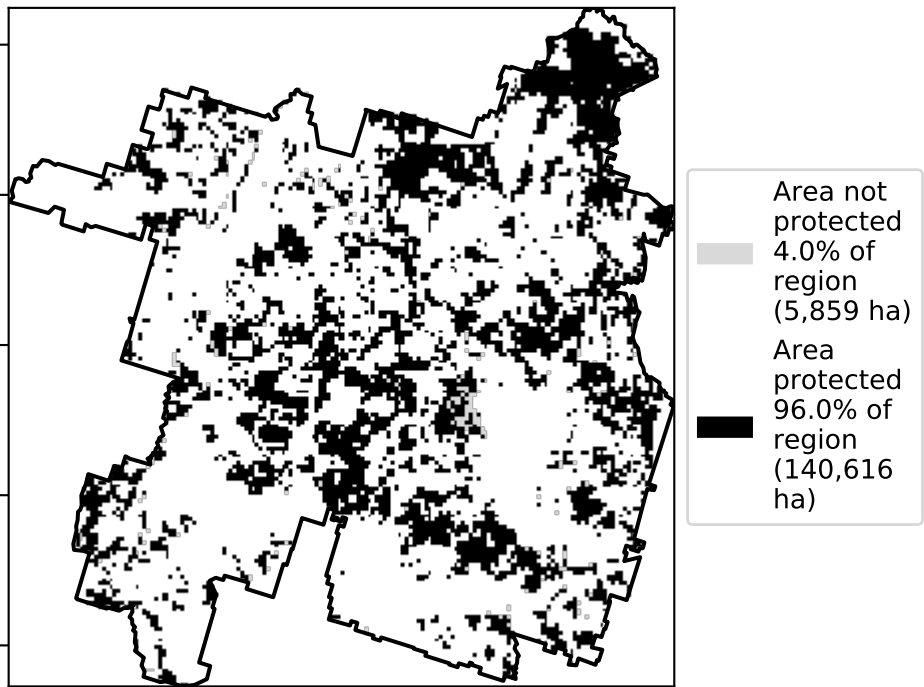 Area not
protected
4.0% of
region
(5,859 ha)
Area
protected
96.0% of
region
(140,616
ha)